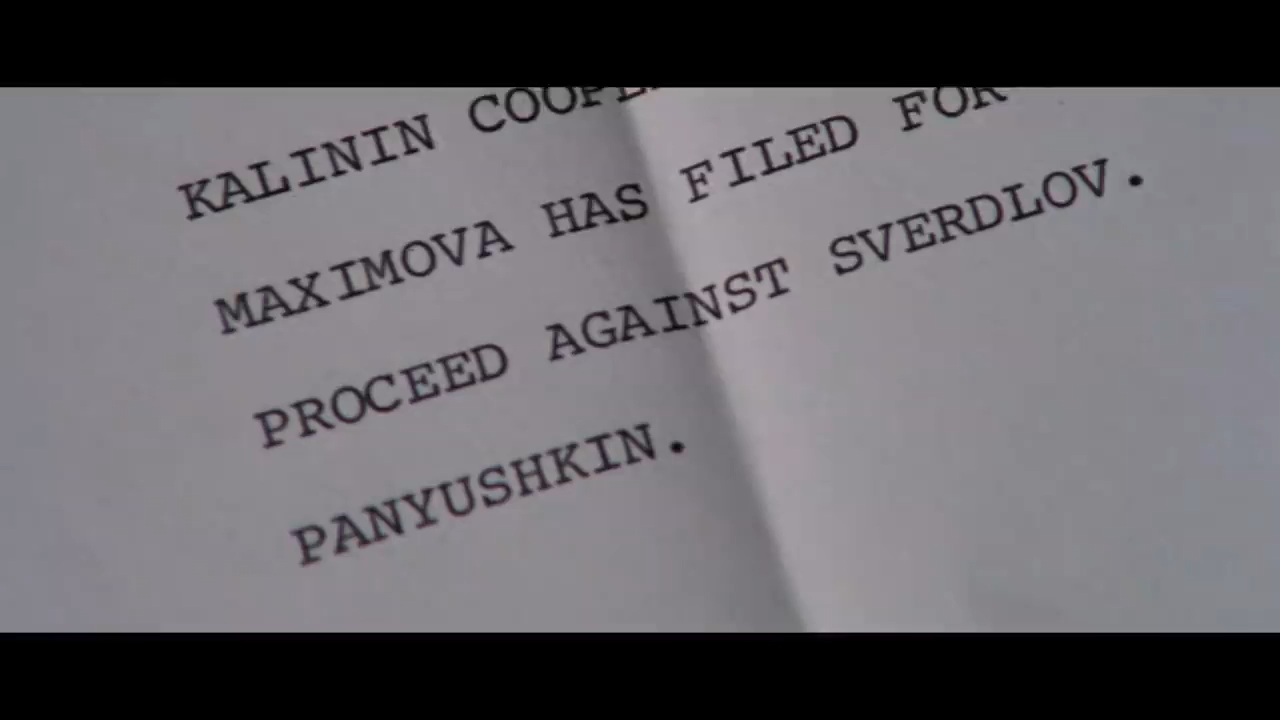 KALININ
MAXIMOVA HAS FILED FOR
PROCEED AGAINST SVERDLOV.
PANYUSHKIN.